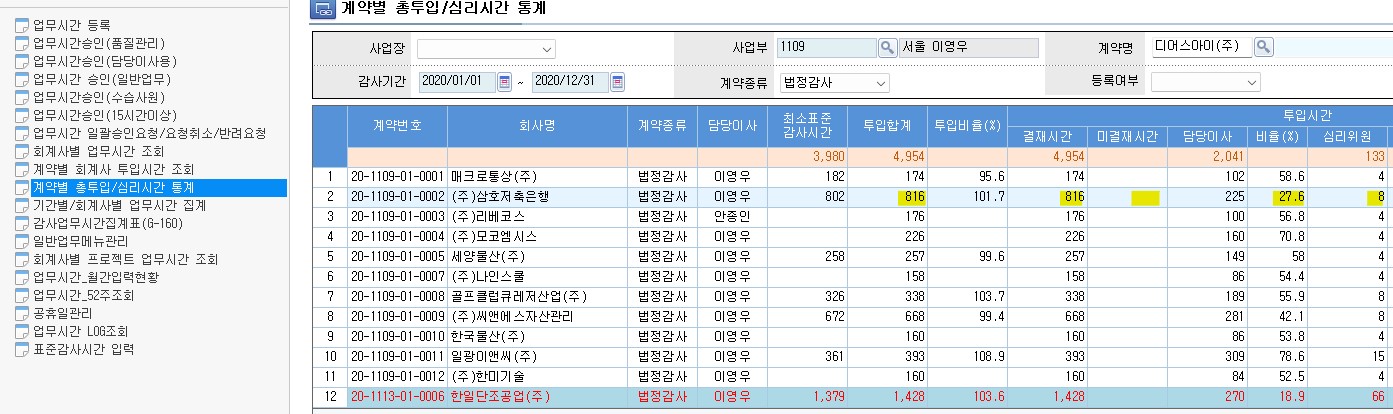 계약별 총투입/심리시간 통계
업무시간 등록
업무시간승인(품질관리)
업무시간승인(담당이사용)
업무시간 승인(일반업무)
업무시간승인(수습사원)
업무시간승인(15시간이상)
업무시간 일괄승인요청/요청취소/반려요청
회계사별 업무시간 조회
계약별 회계사 투입시간 조회
계약별 총투입/심리시간 통계
기간별/회계사별 업무시간 집계
감사업무시간집계표(G-160)
일반업무메뉴관리
회계사별 프로젝트 업무시간 조회
업무시간_월간입력현황
업무시간_52주조회
공휴일관리
업무시간 LOG조회
표준감사시간 입력
사업장 사업부 1109 서울 이영우 계약명 디어스아이(주)
감사기간 2020/01/01 ~ 2020/12/31 계약종류 법정감사 등록여부
계약번호 회사명 계약종류 담당이사 최소표준 감사시간 투입합계 투입비율(%) 투입시간
결재시간 미결재시간 담당이사 비율(%) 심리위원
3,980 4,954 4,954 2,041 133
1 20-1109-01-0001 매크로통상(주) 법정감사 이영우 182 174 95.6 174 102 58.6 4
2 20-1109-01-0002 (주)삼호저축은행 법정감사 이영우 802 816 101.7 816 225 27.6 8
3 20-1109-01-0003 (주)리베코스 법정감사 안종인 176 176 100 56.8 4
4 20-1109-01-0004 (주)모코엠시스 법정감사 이영우 226 226 160 70.8 4
5 20-1109-01-0005 세양물산(주) 법정감사 이영우 258 257 99.6 257 149 58 4
6 20-1109-01-0007 (주)나인스쿨 법정감사 이영우 158 158 86 54.4 4
7 20-1109-01-0008 골프클럽큐레저산업(주) 법정감사 이영우 326 338 103.7 338 189 55.9 8
8 20-1109-01-0009 (주)씨앤에스자산관리 법정감사 이영우 672 668 99.4 668 281 42.1 8
9 20-1109-01-0010 한국물산(주) 법정감사 이영우 160 160 86 53.8 4
10 20-1109-01-0011 일광이앤씨(주) 법정감사 이영우 361 393 108.9 393 309 78.6 15
11 20-1109-01-0012 (주)한미기술 법정감사 이영우 160 160 84 52.5 4
12 20-1113-01-0006 한일단조공업(주) 법정감사 이영우 1,379 1,428 103.6 1,428 270 18.9 66